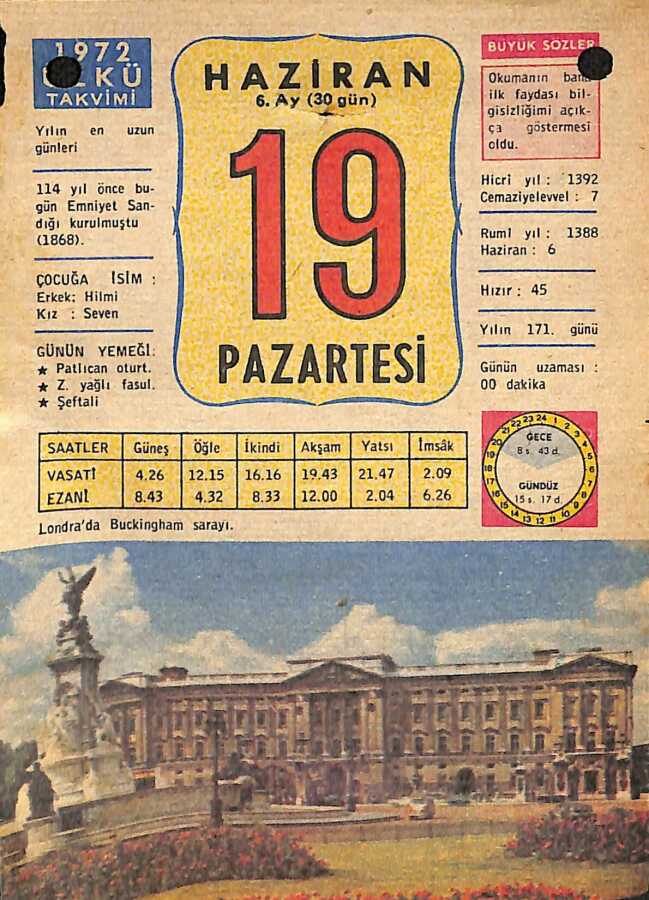 1972
ÜLKÜ
TAKVİMİ
Yılın en uzun
günleri
114 yıl önce bu-
gün Emniyet San-
dığı kurulmuştu
(1868).
ÇOCUĞA İSİM :
Erkek: Hilmi
Kız : Seven
GÜNÜN YEMEĞİ:
★ Patlıcan oturt.
★ Z. yağlı fasul.
★ Şeftali
HAZİRAN
6. Ay (30 gün)
19
PAZARTESİ
BÜYÜK SÖZLER
Okumanın bana
ilk faydası bil-
gisizliğimi açık-
ça göstermesi
oldu.
Hicri yıl : 1392
Cemaziyelevvel : 7
Rumî yıl : 1388
Haziran : 6
Hızır : 45
Yılın 171. günü
Günün uzaması :
00 dakika
SAATLER Güneş Öğle İkindi Akşam Yatsı İmsâk
VASATİ 4.26 12.15 16.16 19.43 21.47 2.09
EZANİ 8.43 4.32 8.33 12.00 2.04 6.26
GECE
8 s. 43 d.
GÜNDÜZ
15 s. 17 d.
Londra'da Buckingham sarayı.